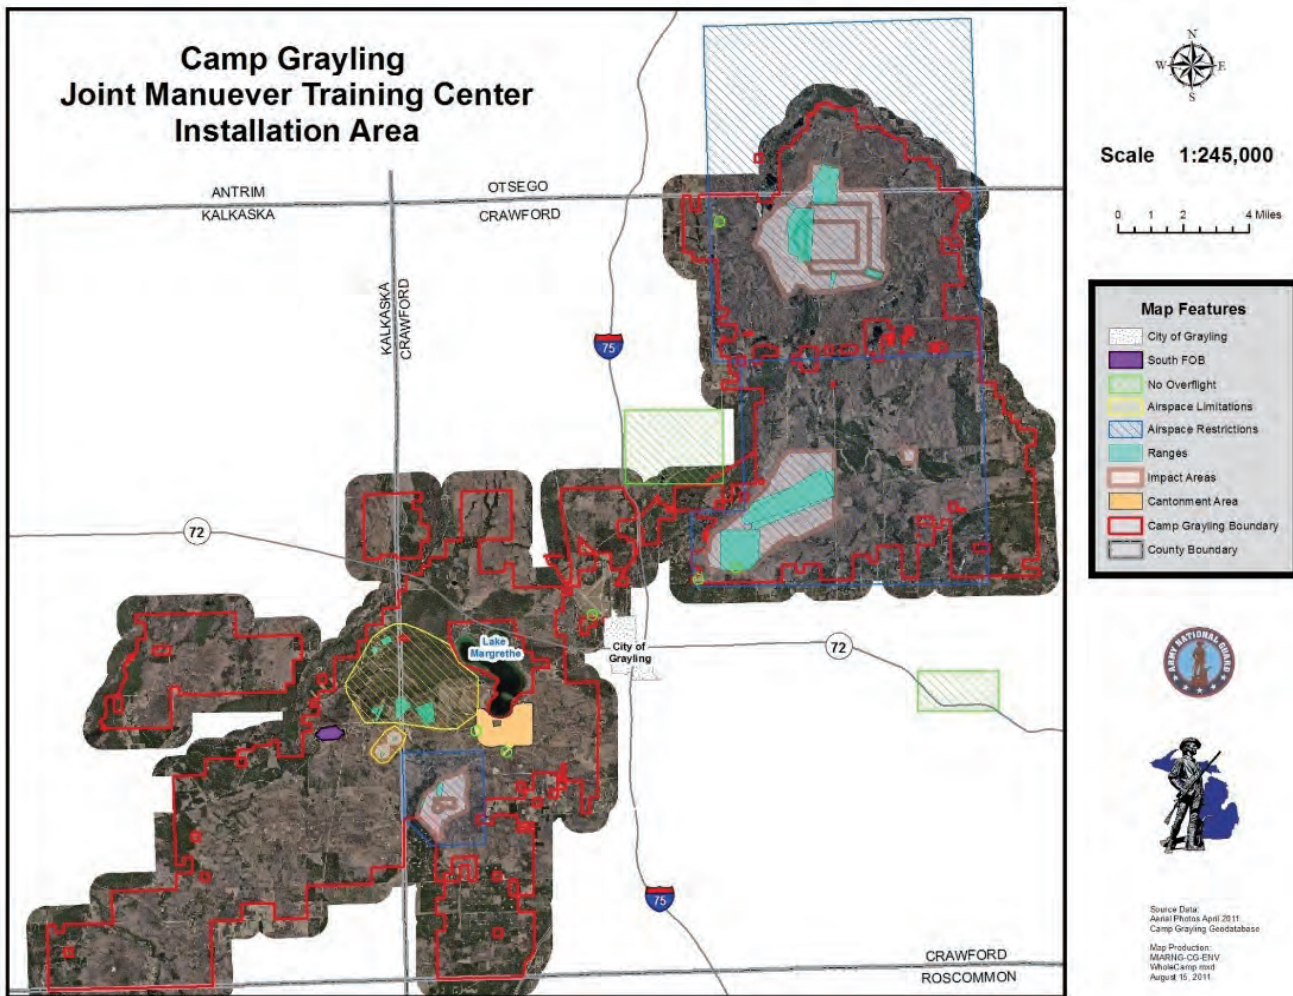 Camp Grayling
Joint Manuever Training Center
Installation Area
ANTRIM
KALKASKA
OTSEGO
CRAWFORD
KALKASKA
CRAWFORD
75
72
Lake
Margrethe
City of
Grayling
72
75
CRAWFORD
ROSCOMMON
N
W E
S
Scale 1:245,000
0 1 2 4 Miles
Map Features
City of Grayling
South FOB
No Overflight
Airspace Limitations
Airspace Restrictions
Ranges
Impact Areas
Cantonment Area
Camp Grayling Boundary
County Boundary
ARMY NATIONAL GUARD
Source Data:
Aerial Photos April 2011
Camp Grayling Geodatabase
Map Production:
MIARNG-CG-ENV
WholeCamp.mxd
August 15, 2011